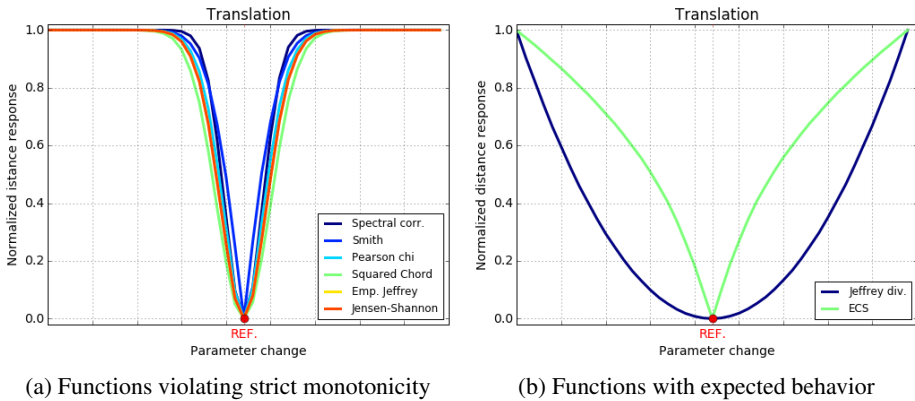 Translation
Normalized istance response
1.0
0.8
0.6
0.4
0.2
0.0
Spectral corr.
Smith
Pearson chi
Squared Chord
Emp. Jeffrey
Jensen-Shannon
REF.
Parameter change
(a) Functions violating strict monotonicity
Translation
Normalized distance response
1.0
0.8
0.6
0.4
0.2
0.0
Jeffrey div.
ECS
REF.
Parameter change
(b) Functions with expected behavior